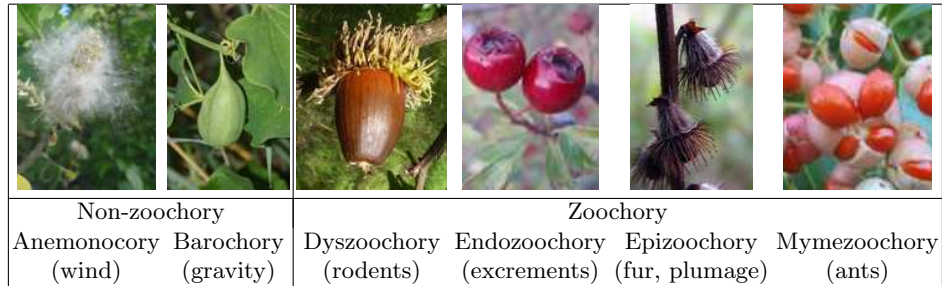 Non-zoochory Zoochory
Anemonocory Barochory Dyszoochory Endozoochory Epizoochory Mymezoochory
(wind) (gravity) (rodents) (excrements) (fur, plumage) (ants)